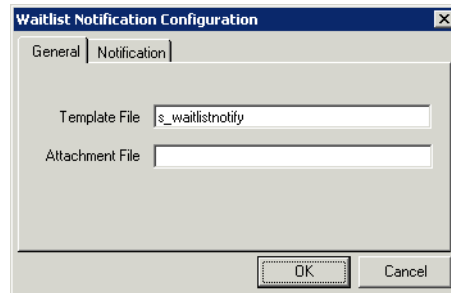 Waitlist Notification Configuration
General Notification
Template File s_waitlistnotify
Attachment File
OK Cancel